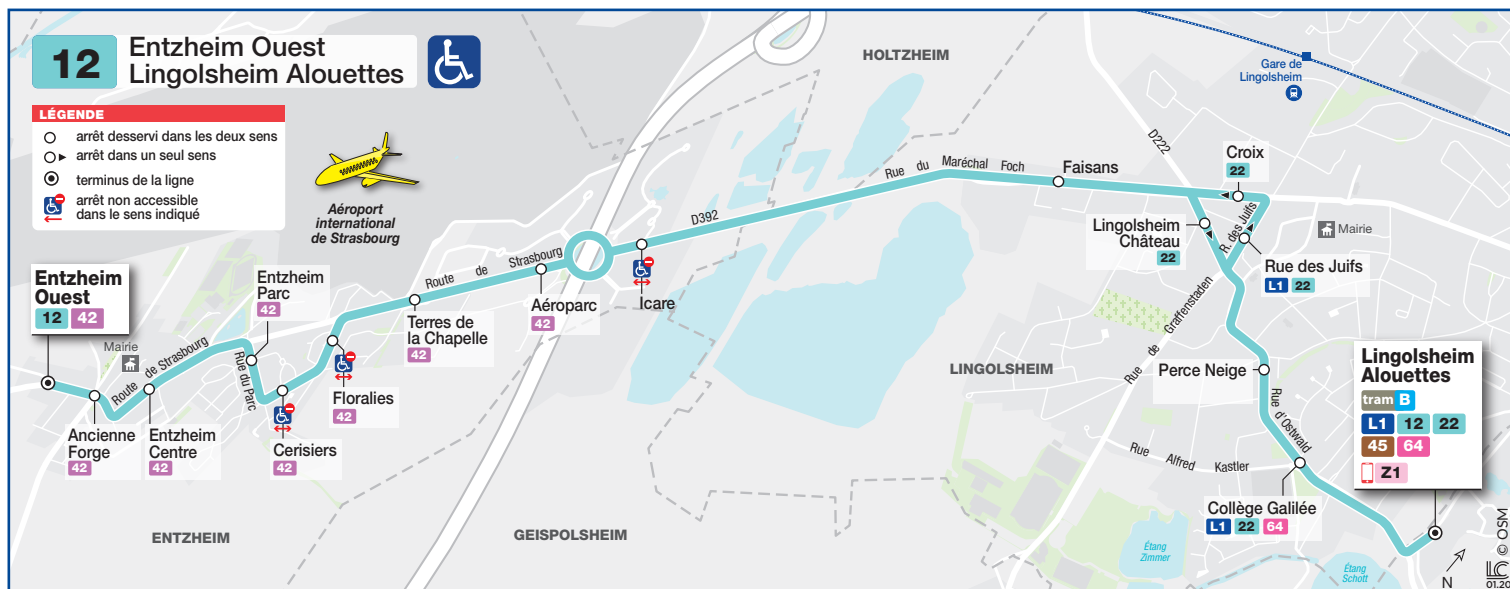 12
Entzheim Ouest
Lingolsheim Alouettes
LÉGENDE
arrêt desservi dans les deux sens
arrêt dans un seul sens
terminus de la ligne
arrêt non accessible
dans le sens indiqué
Aéroport
international
de Strasbourg
HOLTZHEIM
Gare de
Lingolsheim
D222
Croix
22
Rue du Maréchal Foch
Faisans
D392
R. des Juifs
Mairie
Lingolsheim
Château
22
Rue des Juifs
L1 22
Entzheim
Ouest
12 42
Mairie
Route de Strasbourg
Entzheim
Parc
42
Rue du Parc
Route de Strasbourg
Terres de
la Chapelle
42
Aéroparc
42
Icare
Floralies
42
Cerisiers
42
Ancienne
Forge
42
Entzheim
Centre
42
Rue de Graffenstaden
LINGOLSHEIM
Perce Neige
Rue d'Ostwald
Rue Alfred Kastler
Collège Galilée
L1 22 64
Lingolsheim
Alouettes
tram B
L1 12 22
45 64
Z1
ENTZHEIM
GEISPOLSHEIM
Étang
Zimmer
Étang
Schott
N
© OSM
LC
01.20